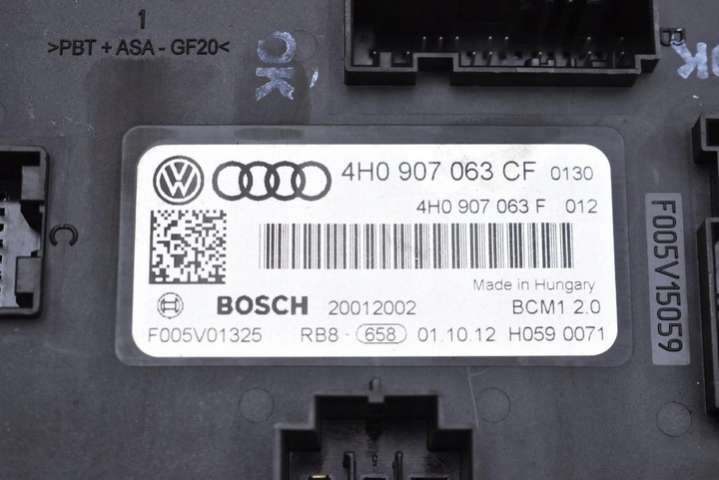 1
>PBT + ASA - GF20<
OK
B
OK
C
4H0 907 063 CF 0130
4H0 907 063 F 012
Made in Hungary
BOSCH 20012002 BCM1 2.0
F005V01325 RB8- 658 01.10.12 H059 0071
F005V15059